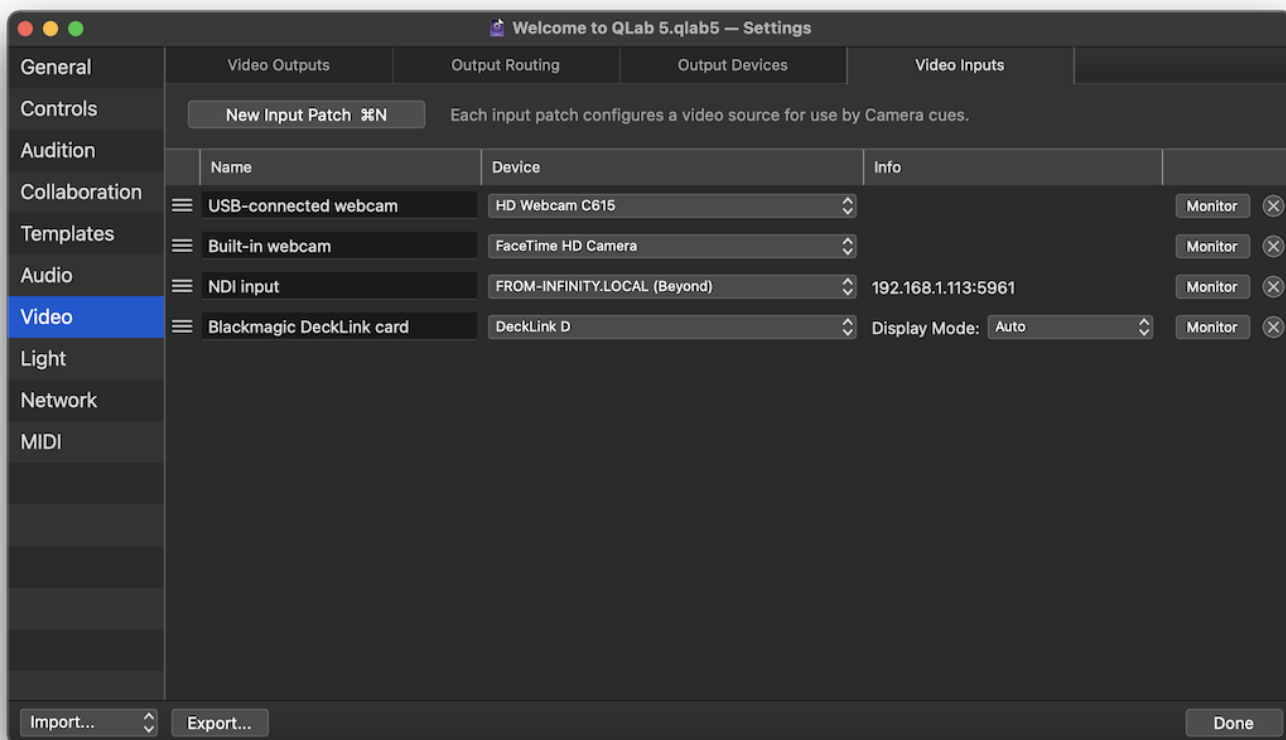 Welcome to QLab 5.qlab5 — Settings
General
Controls
Audition
Collaboration
Templates
Audio
Video
Light
Network
MIDI
Video Outputs Output Routing Output Devices Video Inputs
New Input Patch ⌘N Each input patch configures a video source for use by Camera cues.
Name Device Info
USB-connected webcam HD Webcam C615 Monitor
Built-in webcam FaceTime HD Camera Monitor
NDI input FROM-INFINITY.LOCAL (Beyond) 192.168.1.113:5961 Monitor
Blackmagic DeckLink card DeckLink D Display Mode: Auto Monitor
Import... Export... Done